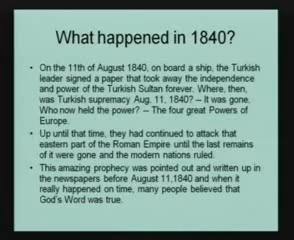 What happened in 1840?
• On the 11th of August 1840, on board a ship, the Turkish
leader signed a paper that took away the independence
and power of the Turkish Sultan forever. Where, then,
was Turkish supremacy Aug. 11, 1840? – It was gone.
Who now held the power? -- The four great Powers of
Europe.
• Up until that time, they had continued to attack that
eastern part of the Roman Empire until the last remains
of it were gone and the modern nations ruled.
• This amazing prophecy was pointed out and written up in
the newspapers before August 11,1840 and when it
really happened on time, many people believed that
God's Word was true.